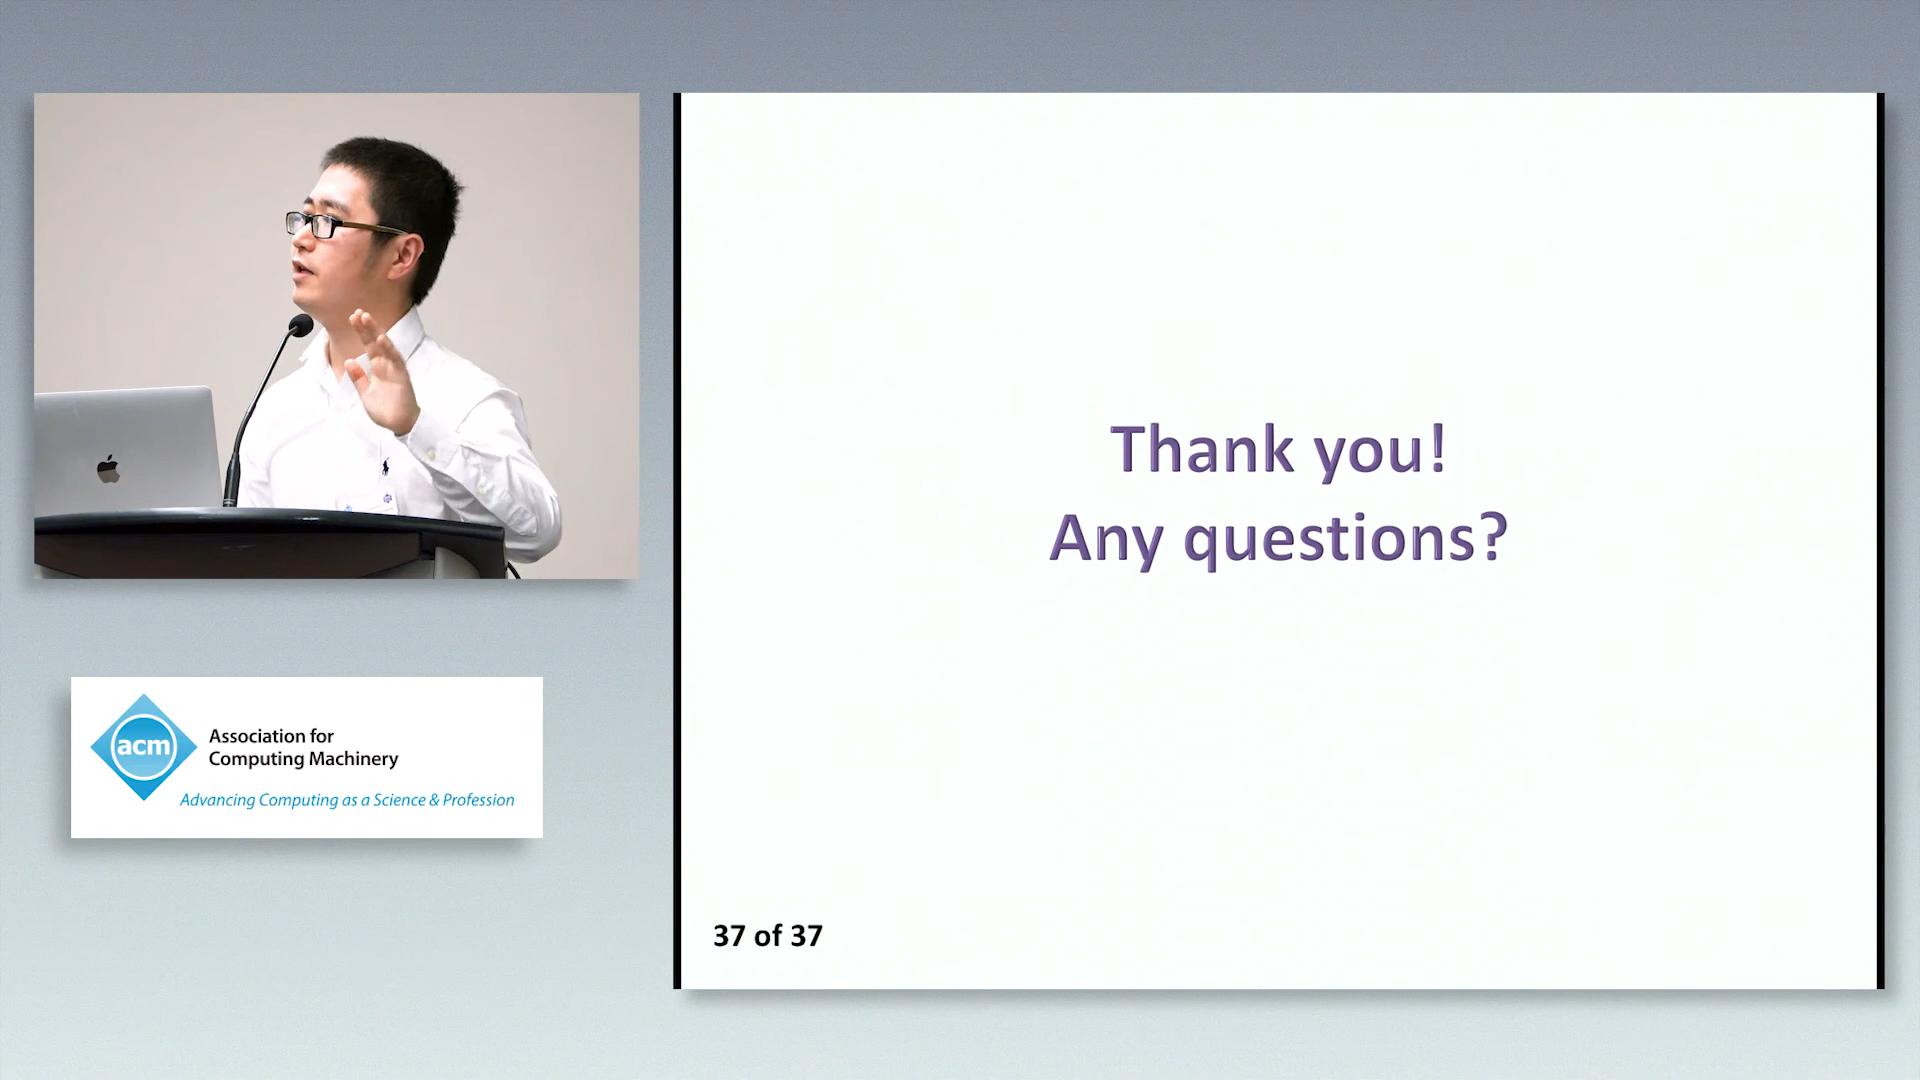 Thank you!
Any questions?
37 of 37
acm
Association for
Computing Machinery
Advancing Computing as a Science & Profession